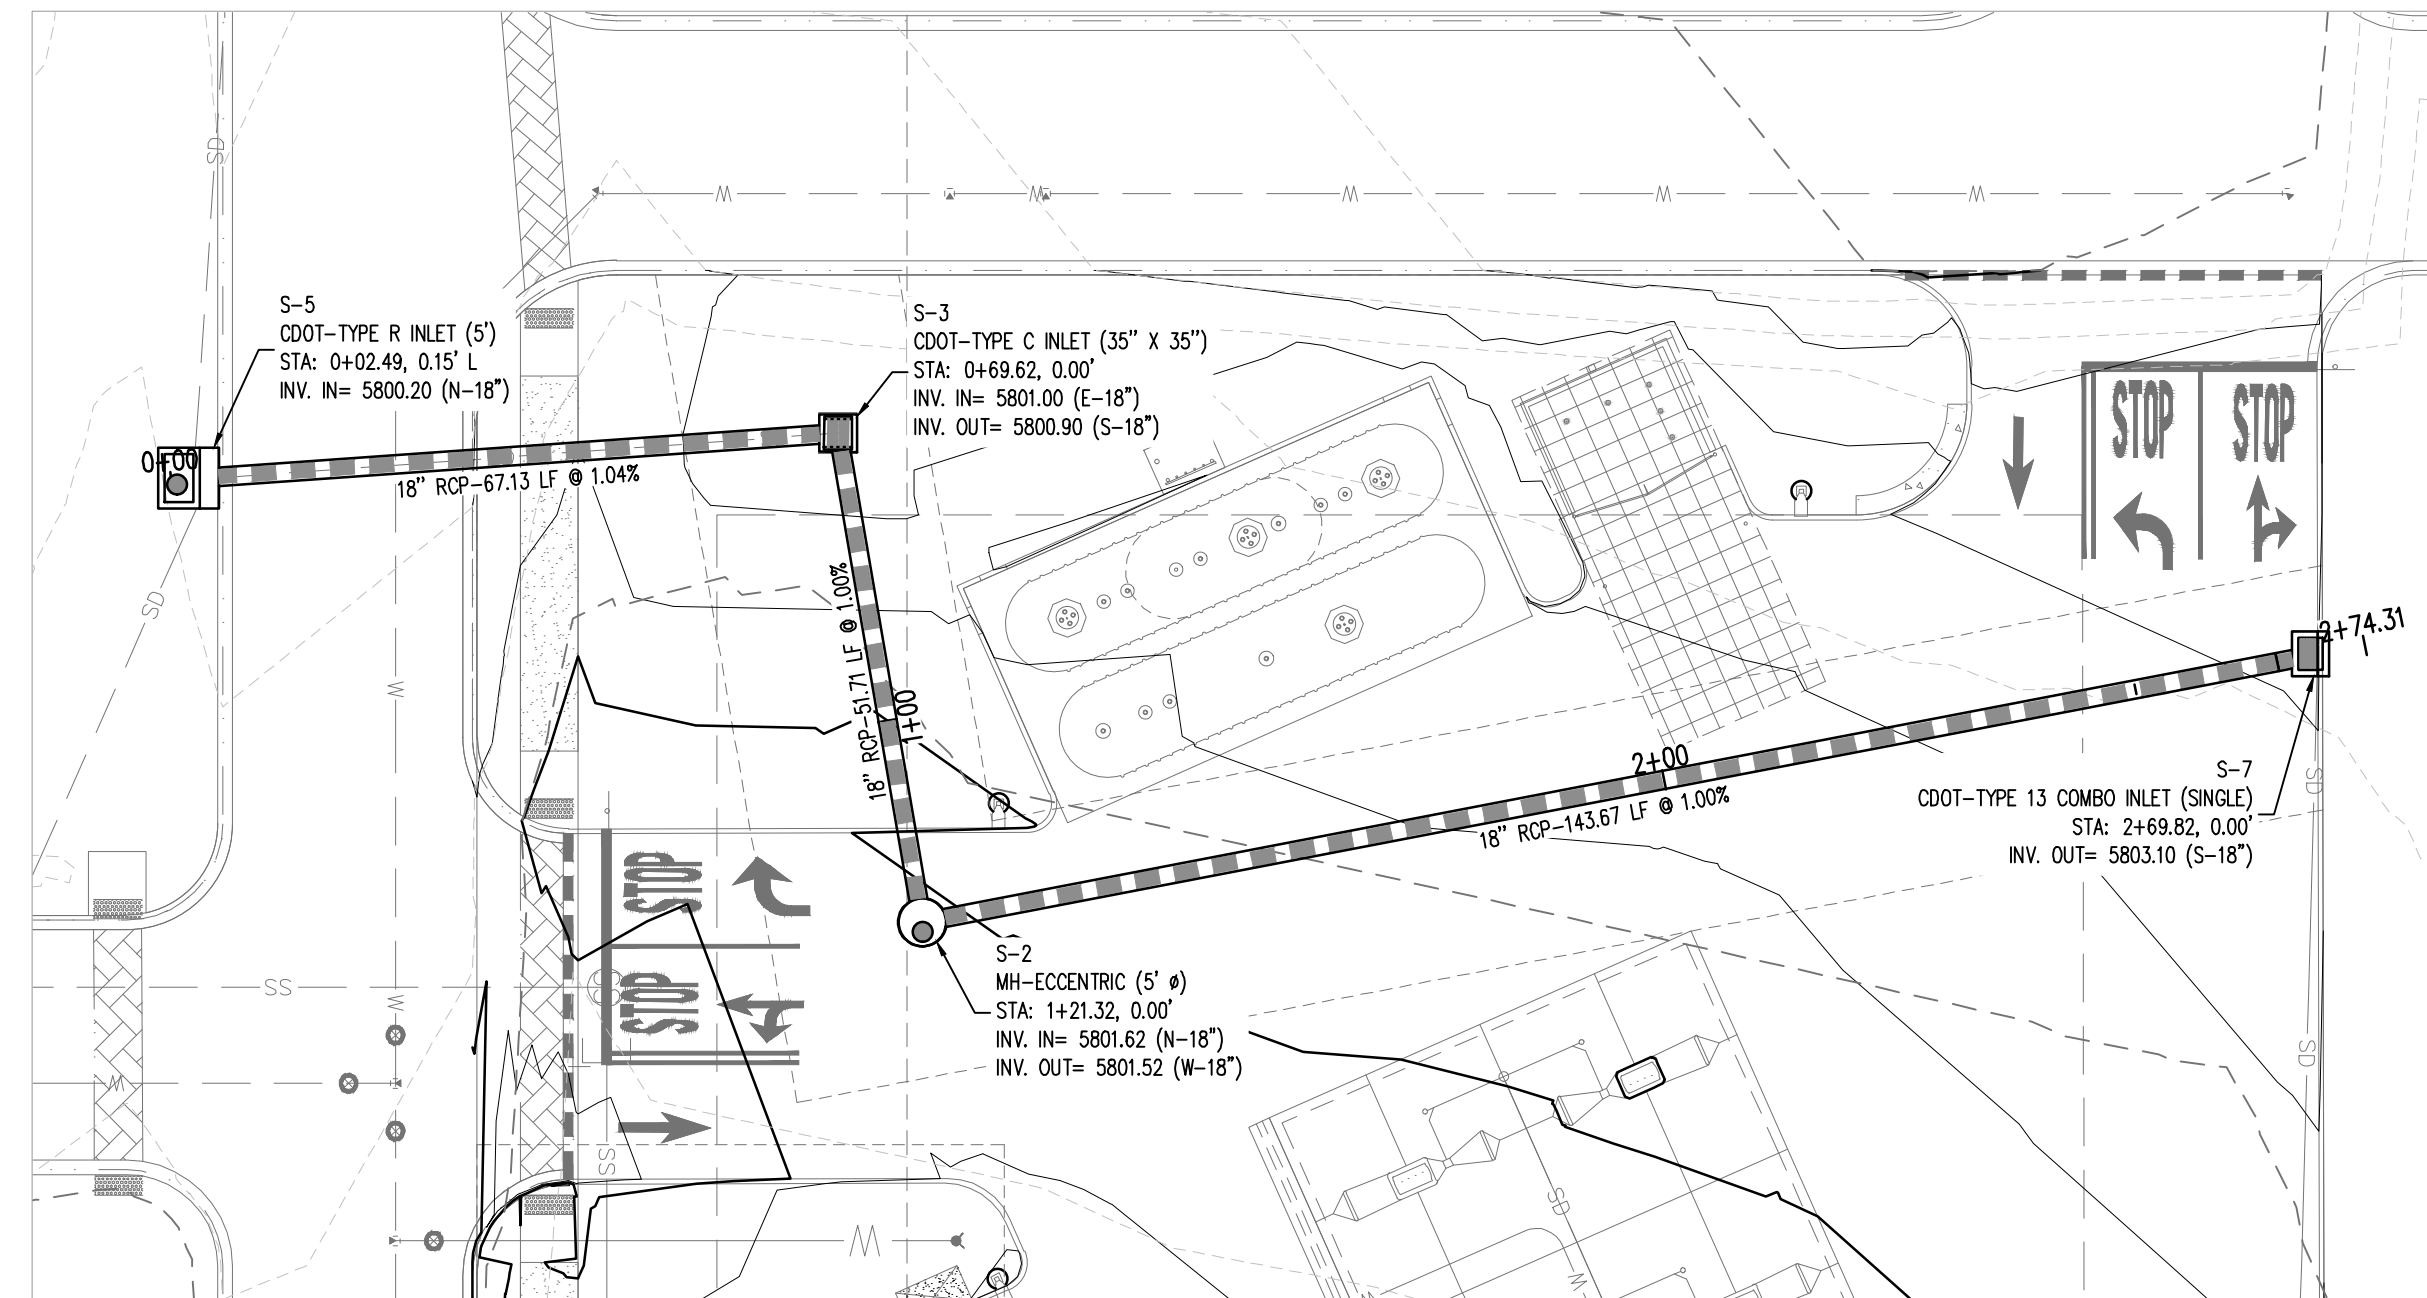 SD
W
W
W
W
W
S-5
CDOT-TYPE R INLET (5')
STA: 0+02.49, 0.15' L
INV. IN= 5800.20 (N-18")
S-3
CDOT-TYPE C INLET (35" X 35")
STA: 0+69.62, 0.00'
INV. IN= 5801.00 (E-18")
INV. OUT= 5800.90 (S-18")
STOP
STOP
0+00
18" RCP-67.13 LF @ 1.04%
SD
18" RCP-51.71 LF @ 1.00%
1+00
W
2+74.31
2+00
18" RCP-143.67 LF @ 1.00%
S-7
CDOT-TYPE 13 COMBO INLET (SINGLE)
STA: 2+69.82, 0.00'
INV. OUT= 5803.10 (S-18")
SD
STOP
STOP
S-2
MH-ECCENTRIC (5' ø)
STA: 1+21.32, 0.00'
INV. IN= 5801.62 (N-18")
INV. OUT= 5801.52 (W-18")
SS
SS
W
W
SD
SS
SD
W
W